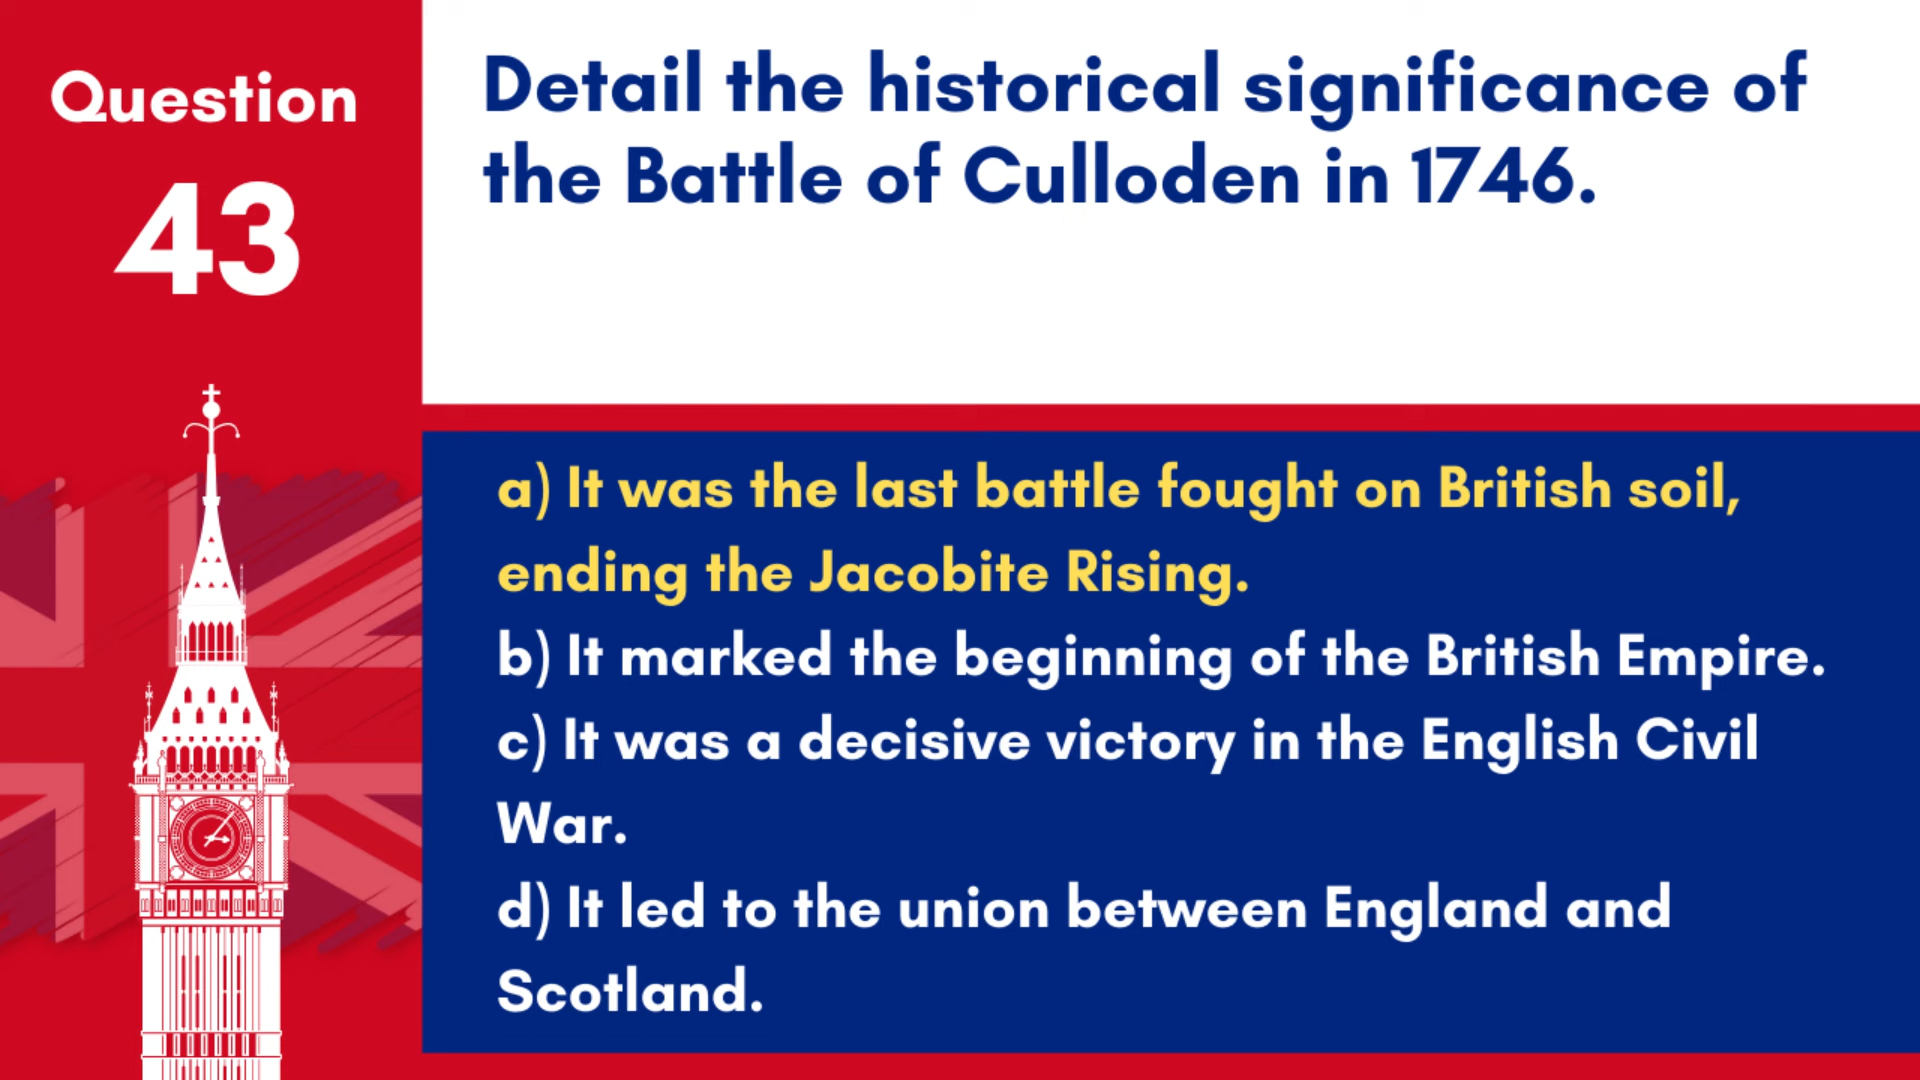 Question
43
Detail the historical significance of
the Battle of Culloden in 1746.
a) It was the last battle fought on British soil,
ending the Jacobite Rising.
b) It marked the beginning of the British Empire.
c) It was a decisive victory in the English Civil
War.
d) It led to the union between England and
Scotland.